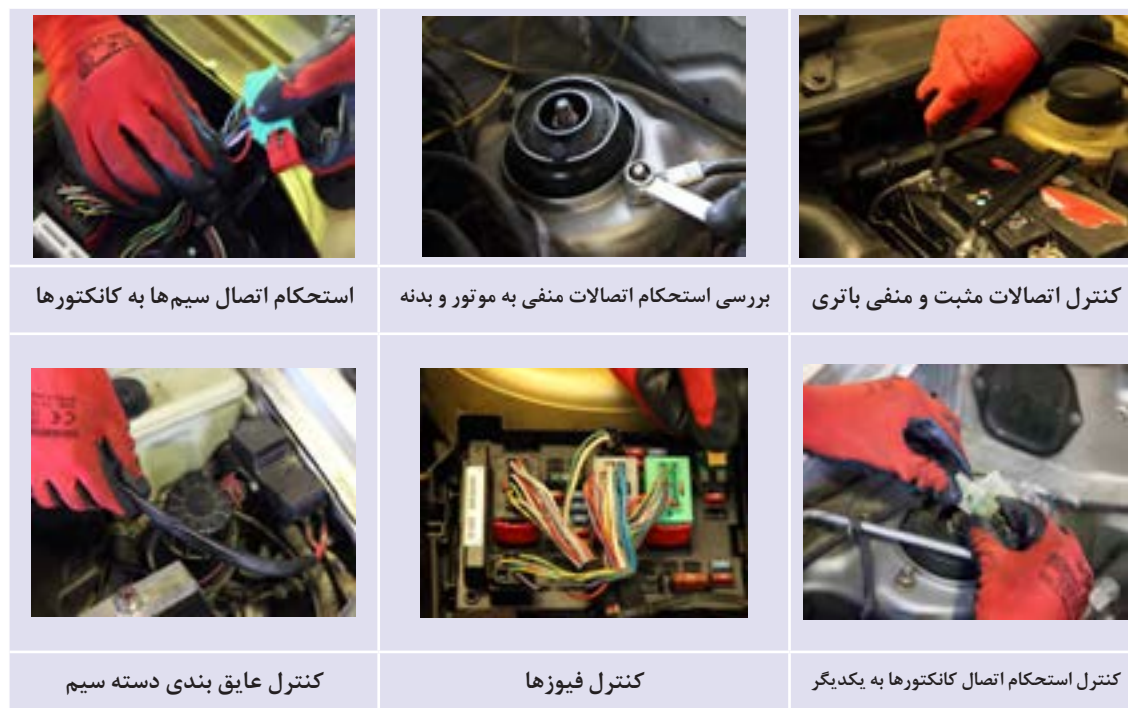 کنترل اتصالات مثبت و منفی باتری
بررسی استحکام اتصالات منفی به موتور و بدنه
استحکام اتصال سیم‌ها به کانکتورها
کنترل استحکام اتصال کانکتورها به یکدیگر
کنترل فیوزها
کنترل عایق بندی دسته سیم